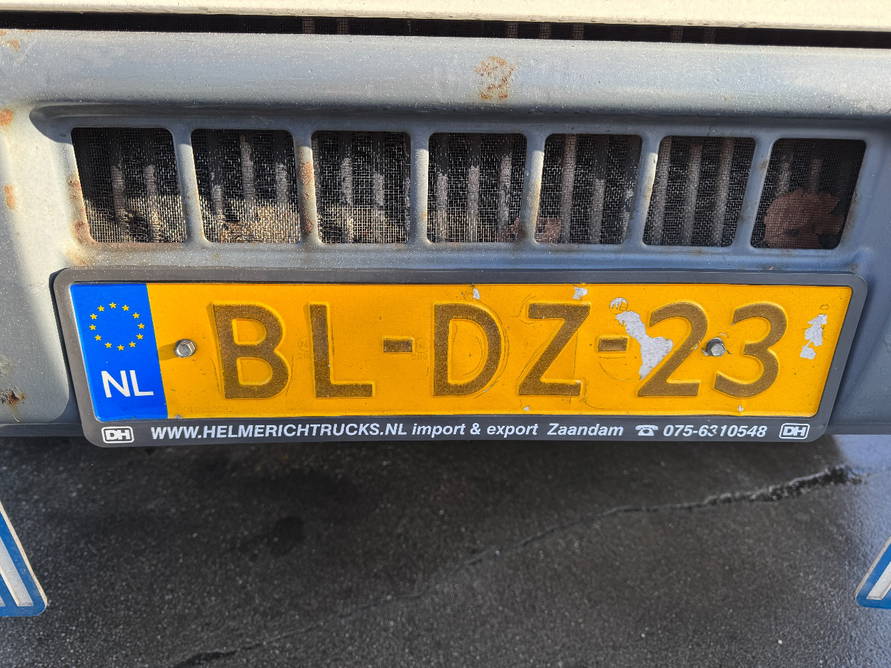 NL BL-DZ-23
DH WWW.HELMERICHTRUCKS.NL import & export Zaandam ☎ 075-6310548 DH